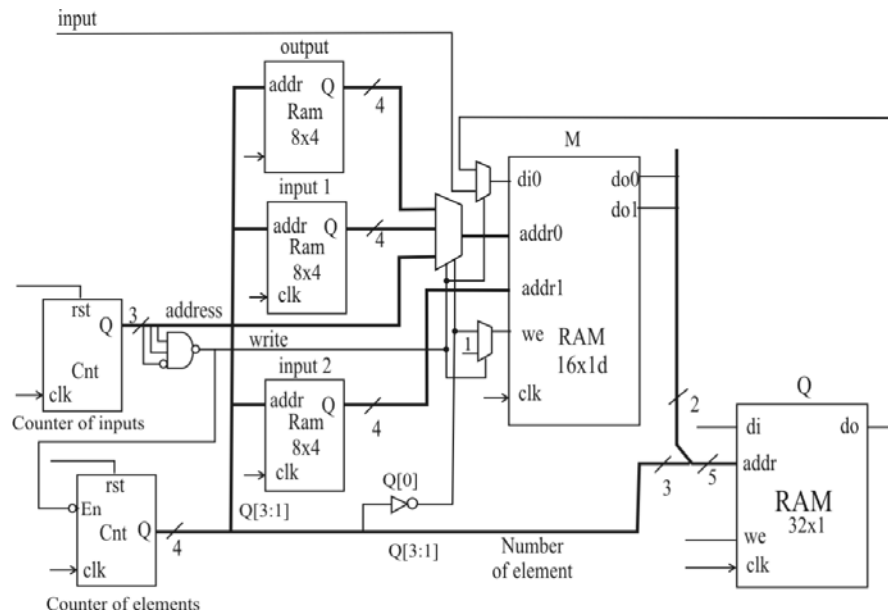 input
output
addr Q
Ram
8x4
4
input 1
addr Q
Ram
8x4
clk
4
M
di0
do0
do1
addr0
addr1
we
RAM
16x1d
clk
1
rst
Q
Cnt
clk
3
address
write
Counter of inputs
input 2
addr Q
Ram
8x4
clk
4
rst
En
Cnt Q
clk
4
Counter of elements
Q[3:1]
Q[0]
Q[3:1]
Number
of element
3
5
2
Q
di do
addr
RAM
32x1
we
clk